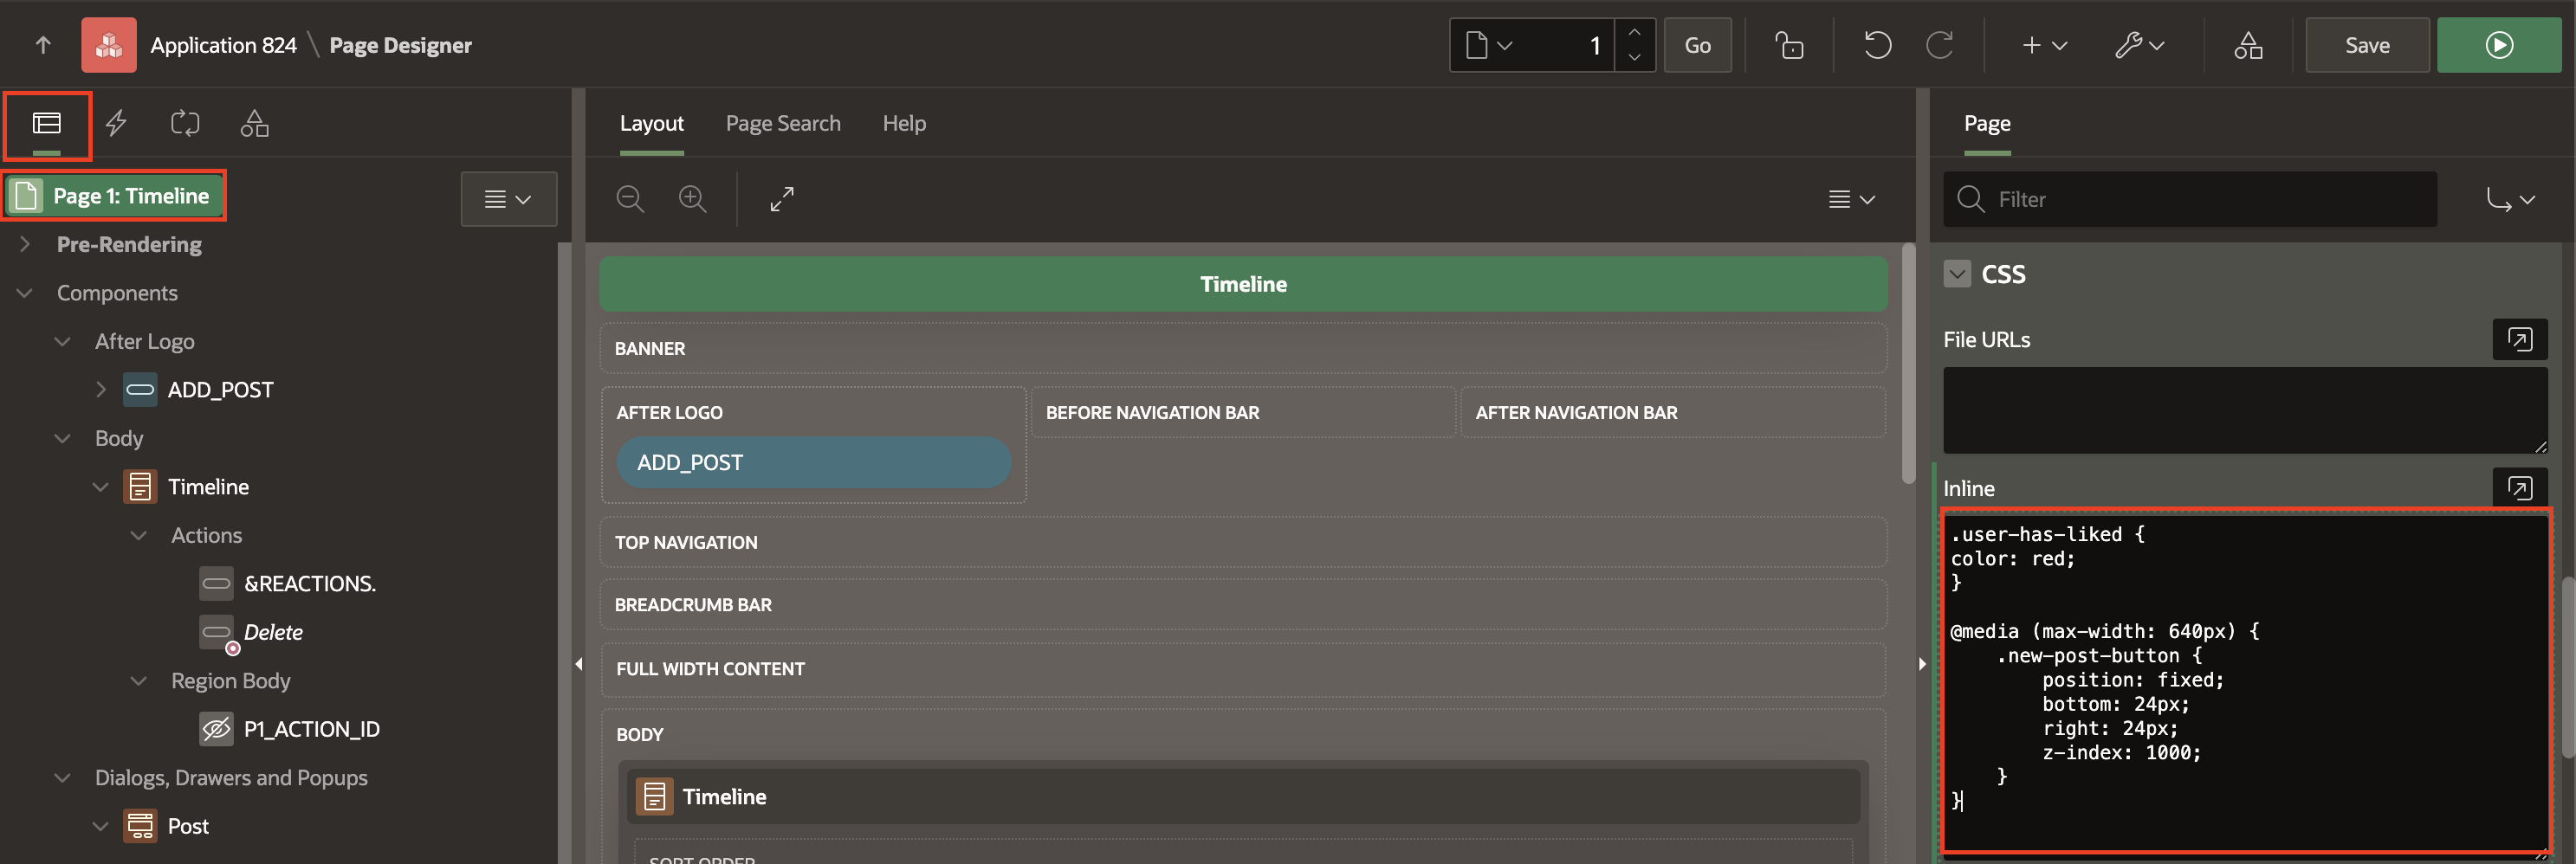 Application 824 \ Page Designer
1
Go
Save
Page 1: Timeline
Pre-Rendering
Components
After Logo
ADD_POST
Body
Timeline
Actions
&REACTIONS.
Delete
Region Body
P1_ACTION_ID
Dialogs, Drawers and Popups
Post
Layout
Page Search
Help
Timeline
BANNER
AFTER LOGO
BEFORE NAVIGATION BAR
AFTER NAVIGATION BAR
ADD_POST
TOP NAVIGATION
BREADCRUMB BAR
FULL WIDTH CONTENT
BODY
Timeline
SORT ORDER
Page
Filter
CSS
File URLs
Inline
.user-has-liked {
color: red;
}
@media (max-width: 640px) {
.new-post-button {
position: fixed;
bottom: 24px;
right: 24px;
z-index: 1000;
}
}